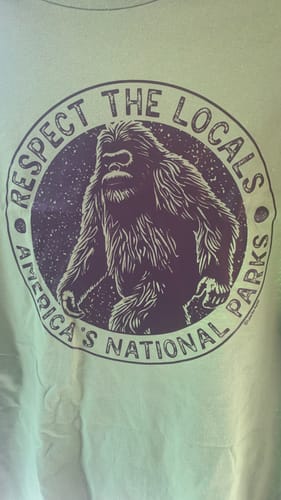 RESPECT THE LOCALS
AMERICA'S NATIONAL PARKS